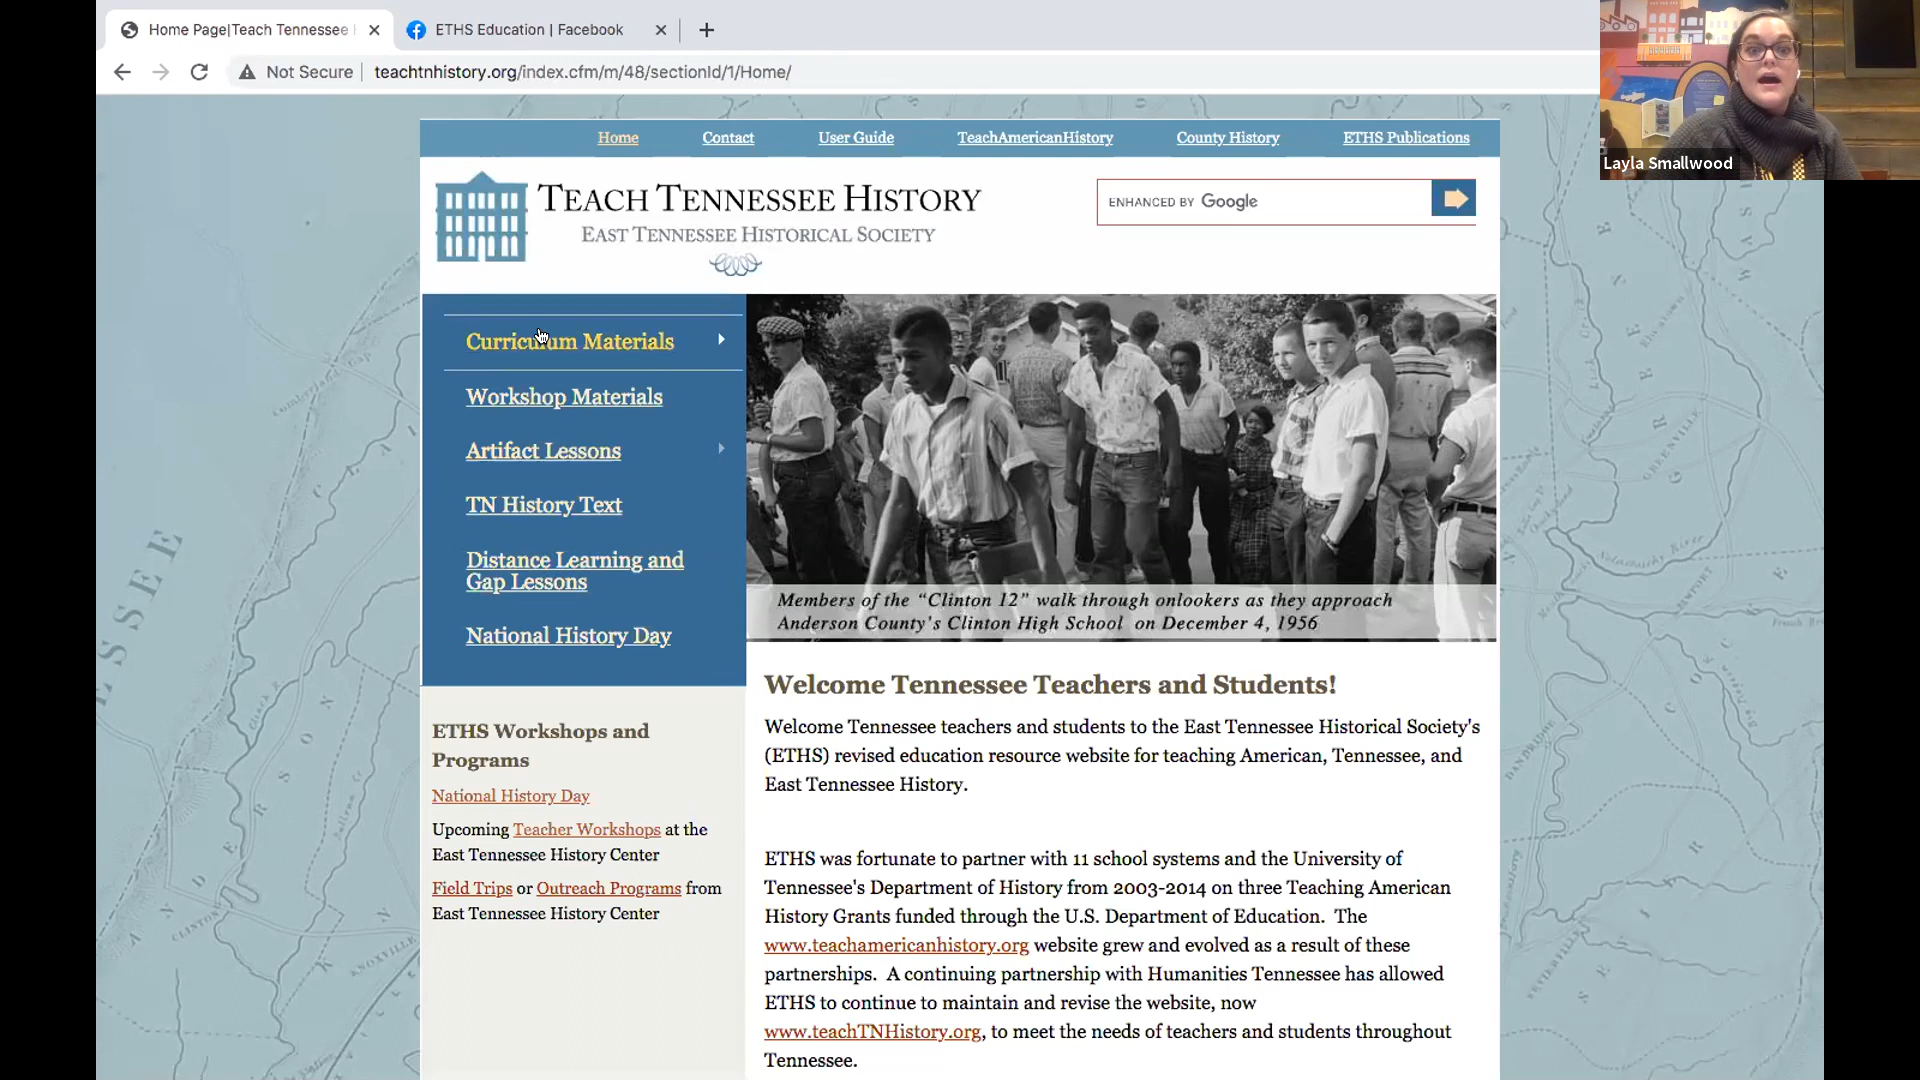 Home Page|Teach Tennessee
ETHS Education | Facebook
Not Secure
teachtnhistory.org/index.cfm/m/48/sectionId/1/Home/
Layla Smallwood
Home
Contact
User Guide
TeachAmericanHistory
County History
ETHS Publications
TEACH TENNESSEE HISTORY
EAST TENNESSEE HISTORICAL SOCIETY
ENHANCED BY Google
Curriculum Materials
Workshop Materials
Artifact Lessons
TN History Text
Distance Learning and
Gap Lessons
National History Day
Members of the "Clinton 12" walk through onlookers as they approach
Anderson County's Clinton High School on December 4, 1956
ETHS Workshops and
Programs
National History Day
Upcoming Teacher Workshops at the
East Tennessee History Center
Field Trips or Outreach Programs from
East Tennessee History Center
Welcome Tennessee Teachers and Students!
Welcome Tennessee teachers and students to the East Tennessee Historical Society's
(ETHS) revised education resource website for teaching American, Tennessee, and
East Tennessee History.
ETHS was fortunate to partner with 11 school systems and the University of
Tennessee's Department of History from 2003-2014 on three Teaching American
History Grants funded through the U.S. Department of Education. The
www.teachamericanhistory.org website grew and evolved as a result of these
partnerships. A continuing partnership with Humanities Tennessee has allowed
ETHS to continue to maintain and revise the website, now
www.teachTNHistory.org, to meet the needs of teachers and students throughout
Tennessee.
ESSEE
CLINTON
KNOXVILLE
DANDRIDGE
GREENVILLE